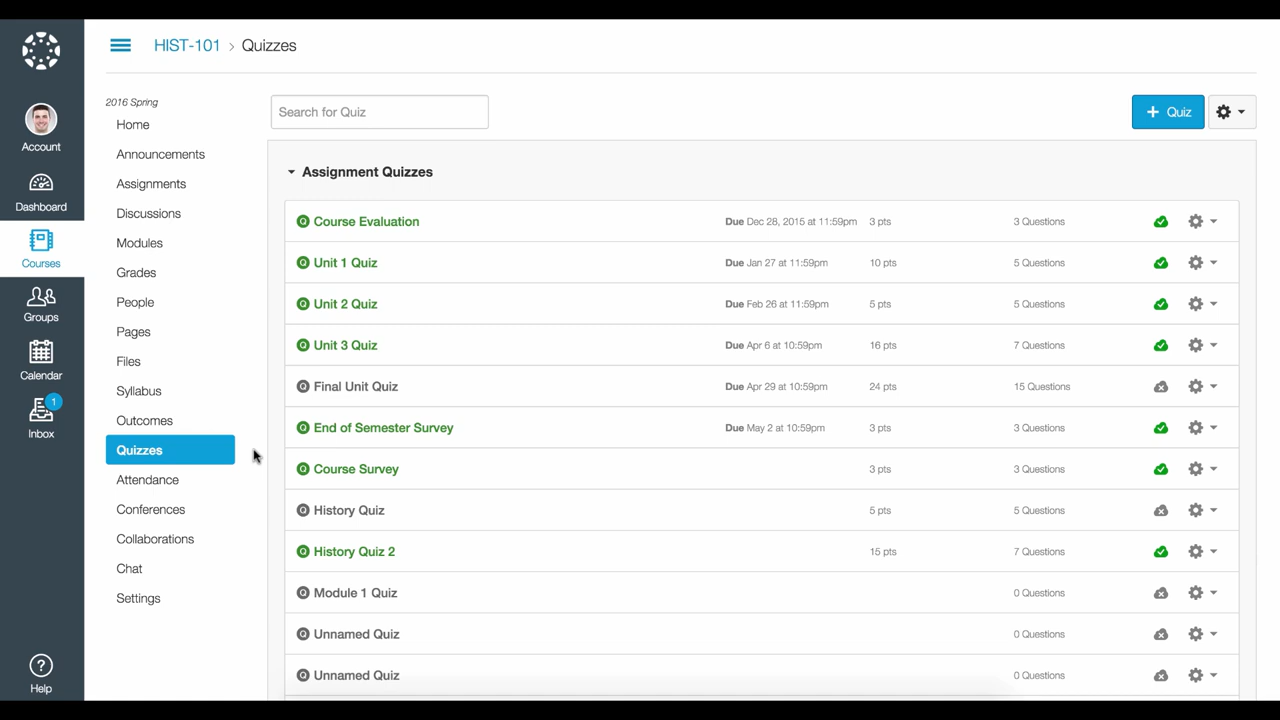 HIST-101 > Quizzes
Account
Dashboard
Courses
Groups
Calendar
1
Inbox
Help
2016 Spring
Home
Announcements
Assignments
Discussions
Modules
Grades
People
Pages
Files
Syllabus
Outcomes
Quizzes
Attendance
Conferences
Collaborations
Chat
Settings
Search for Quiz
+ Quiz
Assignment Quizzes
Q Course Evaluation Due Dec 28, 2015 at 11:59pm 3 pts 3 Questions
Q Unit 1 Quiz Due Jan 27 at 11:59pm 10 pts 5 Questions
Q Unit 2 Quiz Due Feb 26 at 11:59pm 5 pts 5 Questions
Q Unit 3 Quiz Due Apr 6 at 10:59pm 16 pts 7 Questions
Q Final Unit Quiz Due Apr 29 at 10:59pm 24 pts 15 Questions
Q End of Semester Survey Due May 2 at 10:59pm 3 pts 3 Questions
Q Course Survey 3 pts 3 Questions
Q History Quiz 5 pts 5 Questions
Q History Quiz 2 15 pts 7 Questions
Q Module 1 Quiz 0 Questions
Q Unnamed Quiz 0 Questions
Q Unnamed Quiz 0 Questions